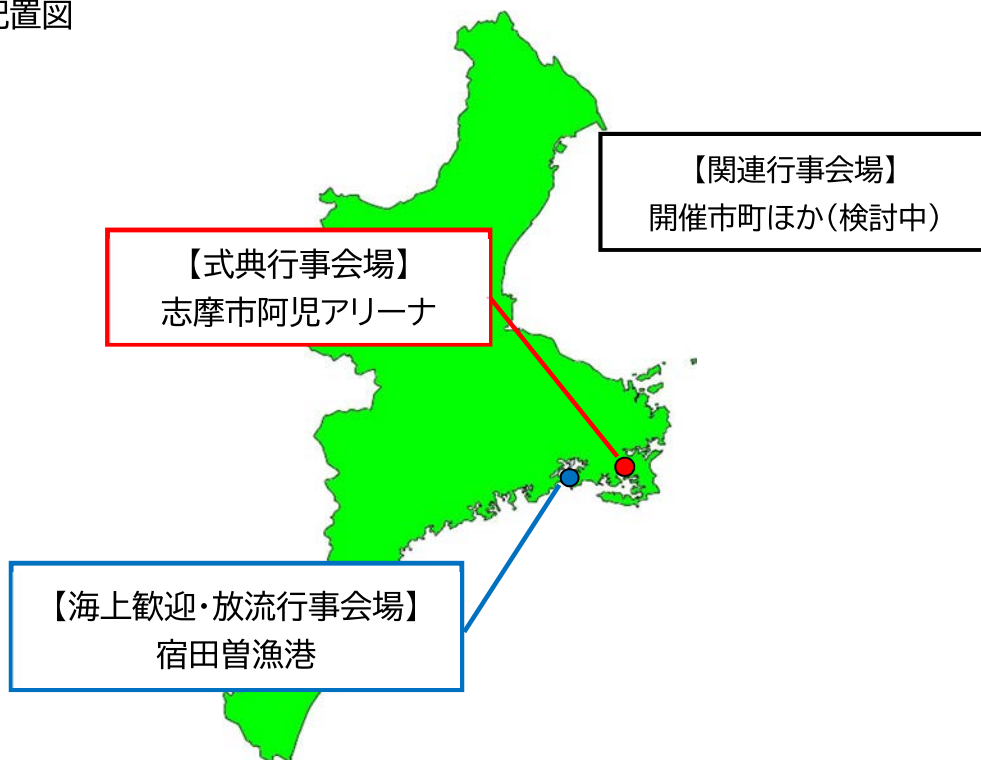 配置図
【関連行事会場】
開催市町ほか（検討中）
【式典行事会場】
志摩市阿児アリーナ
【海上歓迎・放流行事会場】
宿田曽漁港